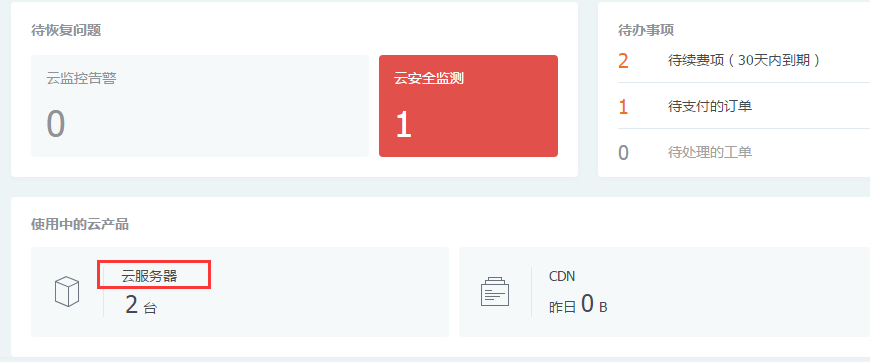 待恢复问题
云监控告警
0
云安全监测
1
待办事项
2 待续费项（30天内到期）
1 待支付的订单
0 待处理的工单
使用中的云产品
云服务器
2 台
CDN
昨日 0 B